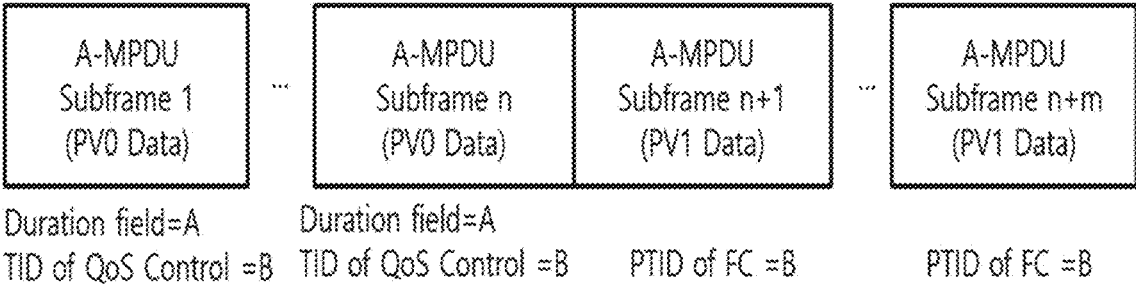 A-MPDU
Subframe 1
(PV0 Data)
...
A-MPDU
Subframe n
(PV0 Data)
A-MPDU
Subframe n+1
(PV1 Data)
...
A-MPDU
Subframe n+m
(PV1 Data)
Duration field=A
TID of QoS Control =B
Duration field=A
TID of QoS Control =B
PTID of FC =B
PTID of FC =B